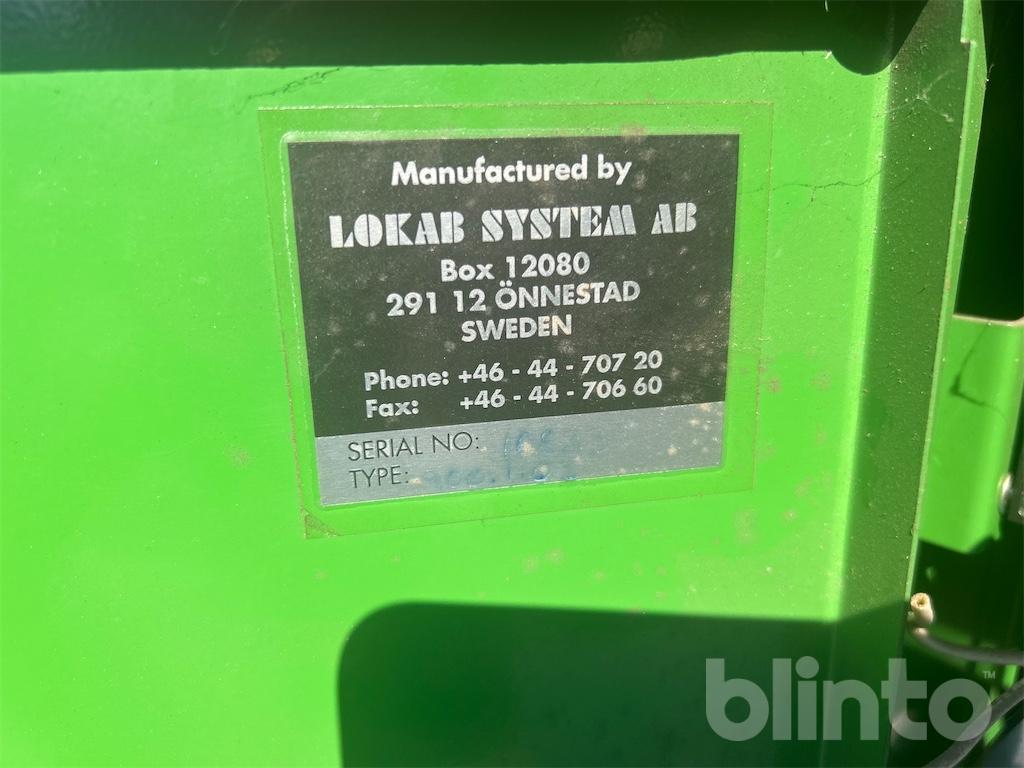 Manufactured by
LOKAB SYSTEM AB
Box 12080
291 12 ÖNNESTAD
SWEDEN
Phone: +46 - 44 - 707 20
Fax: +46 - 44 - 706 60
SERIAL NO:
TYPE:
blinto™